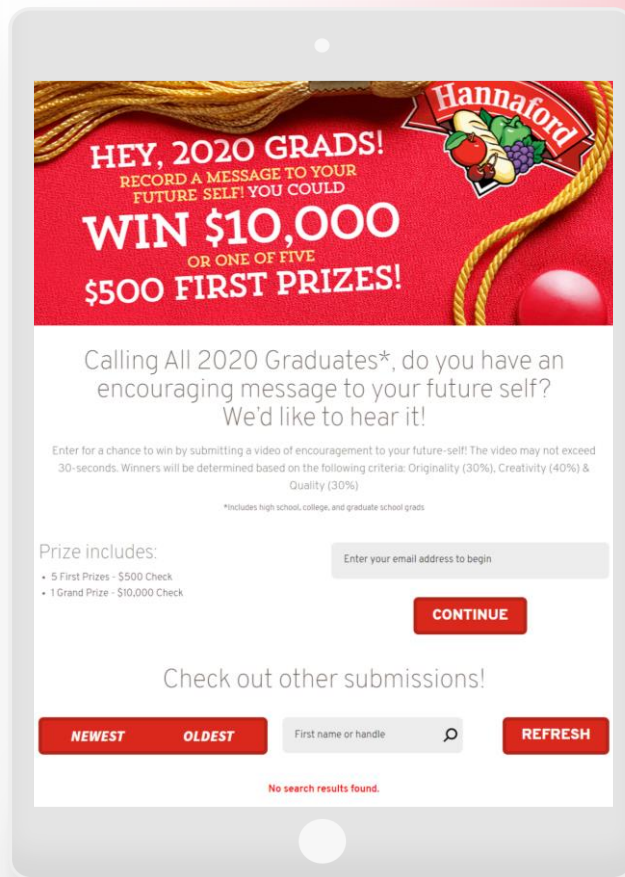 Hannaford
HEY, 2020 GRADS!
RECORD A MESSAGE TO YOUR
FUTURE SELF! YOU COULD
WIN $10,000
OR ONE OF FIVE
$500 FIRST PRIZES!
Calling All 2020 Graduates*, do you have an
encouraging message to your future self?
We'd like to hear it!
Enter for a chance to win by submitting a video of encouragement to your future-self! The video may not exceed
30-seconds. Winners will be determined based on the following criteria: Originality (30%), Creativity (40%) &
Quality (30%)
*Includes high school, college, and graduate school grads
Prize includes:
• 5 First Prizes - $500 Check
• 1 Grand Prize - $10,000 Check
Enter your email address to begin
CONTINUE
Check out other submissions!
NEWEST OLDEST First name or handle REFRESH
No search results found.